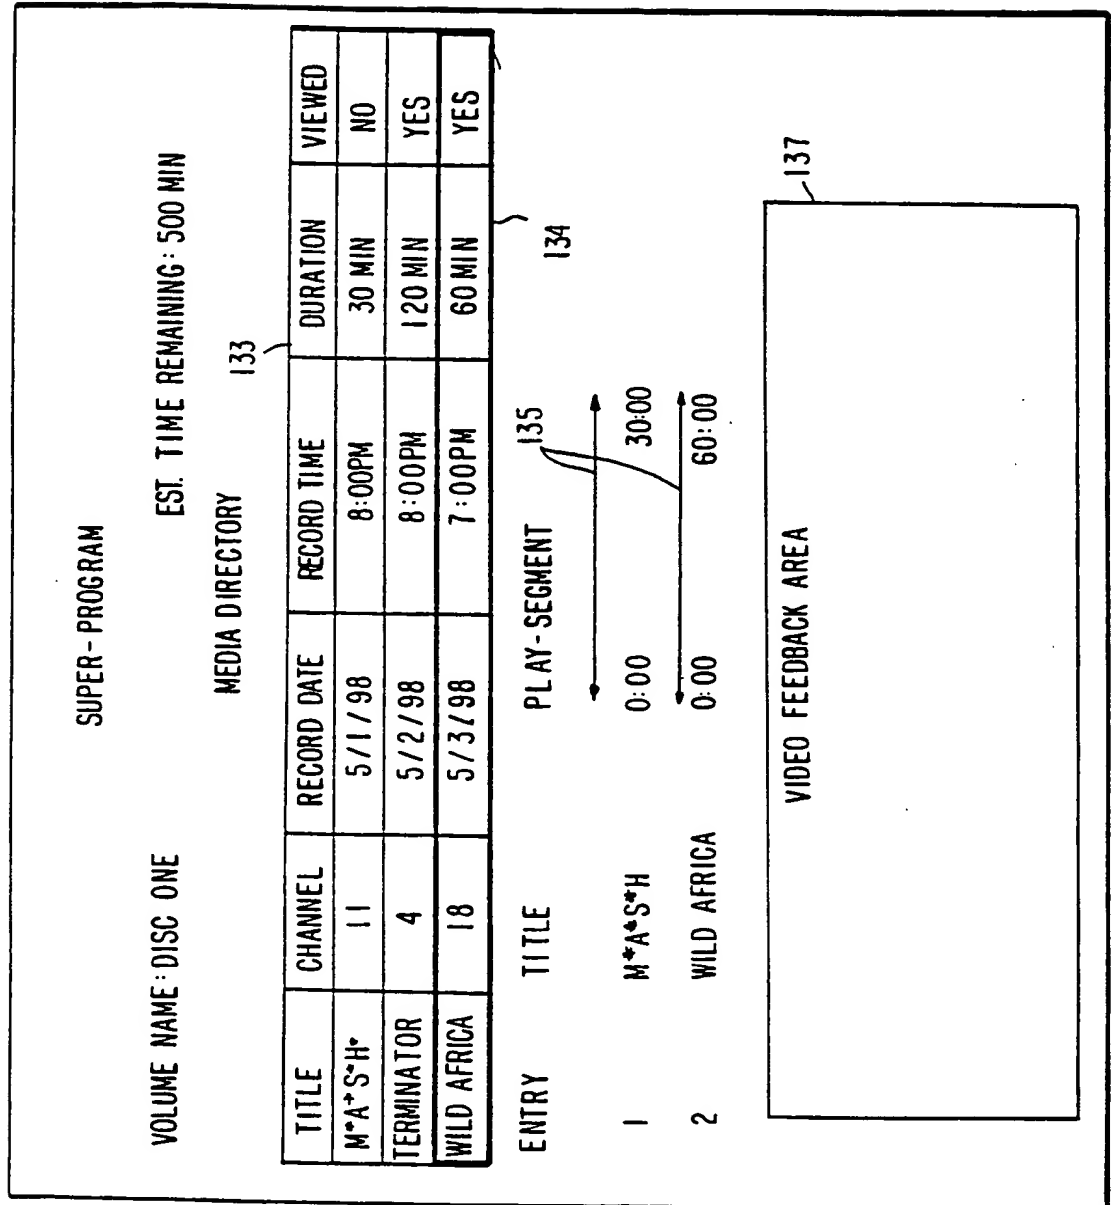 SUPER-PROGRAM
VOLUME NAME: DISC ONE EST. TIME REMAINING: 500 MIN
MEDIA DIRECTORY
133
TITLE CHANNEL RECORD DATE RECORD TIME DURATION VIEWED
M*A*S*H* 11 5/1/98 8:00PM 30 MIN NO
TERMINATOR 4 5/2/98 8:00PM 120 MIN YES
WILD AFRICA 18 5/3/98 7:00PM 60 MIN YES
134
ENTRY TITLE PLAY-SEGMENT 135
1 M*A*S*H 0:00 30:00
2 WILD AFRICA 0:00 60:00
137
VIDEO FEEDBACK AREA